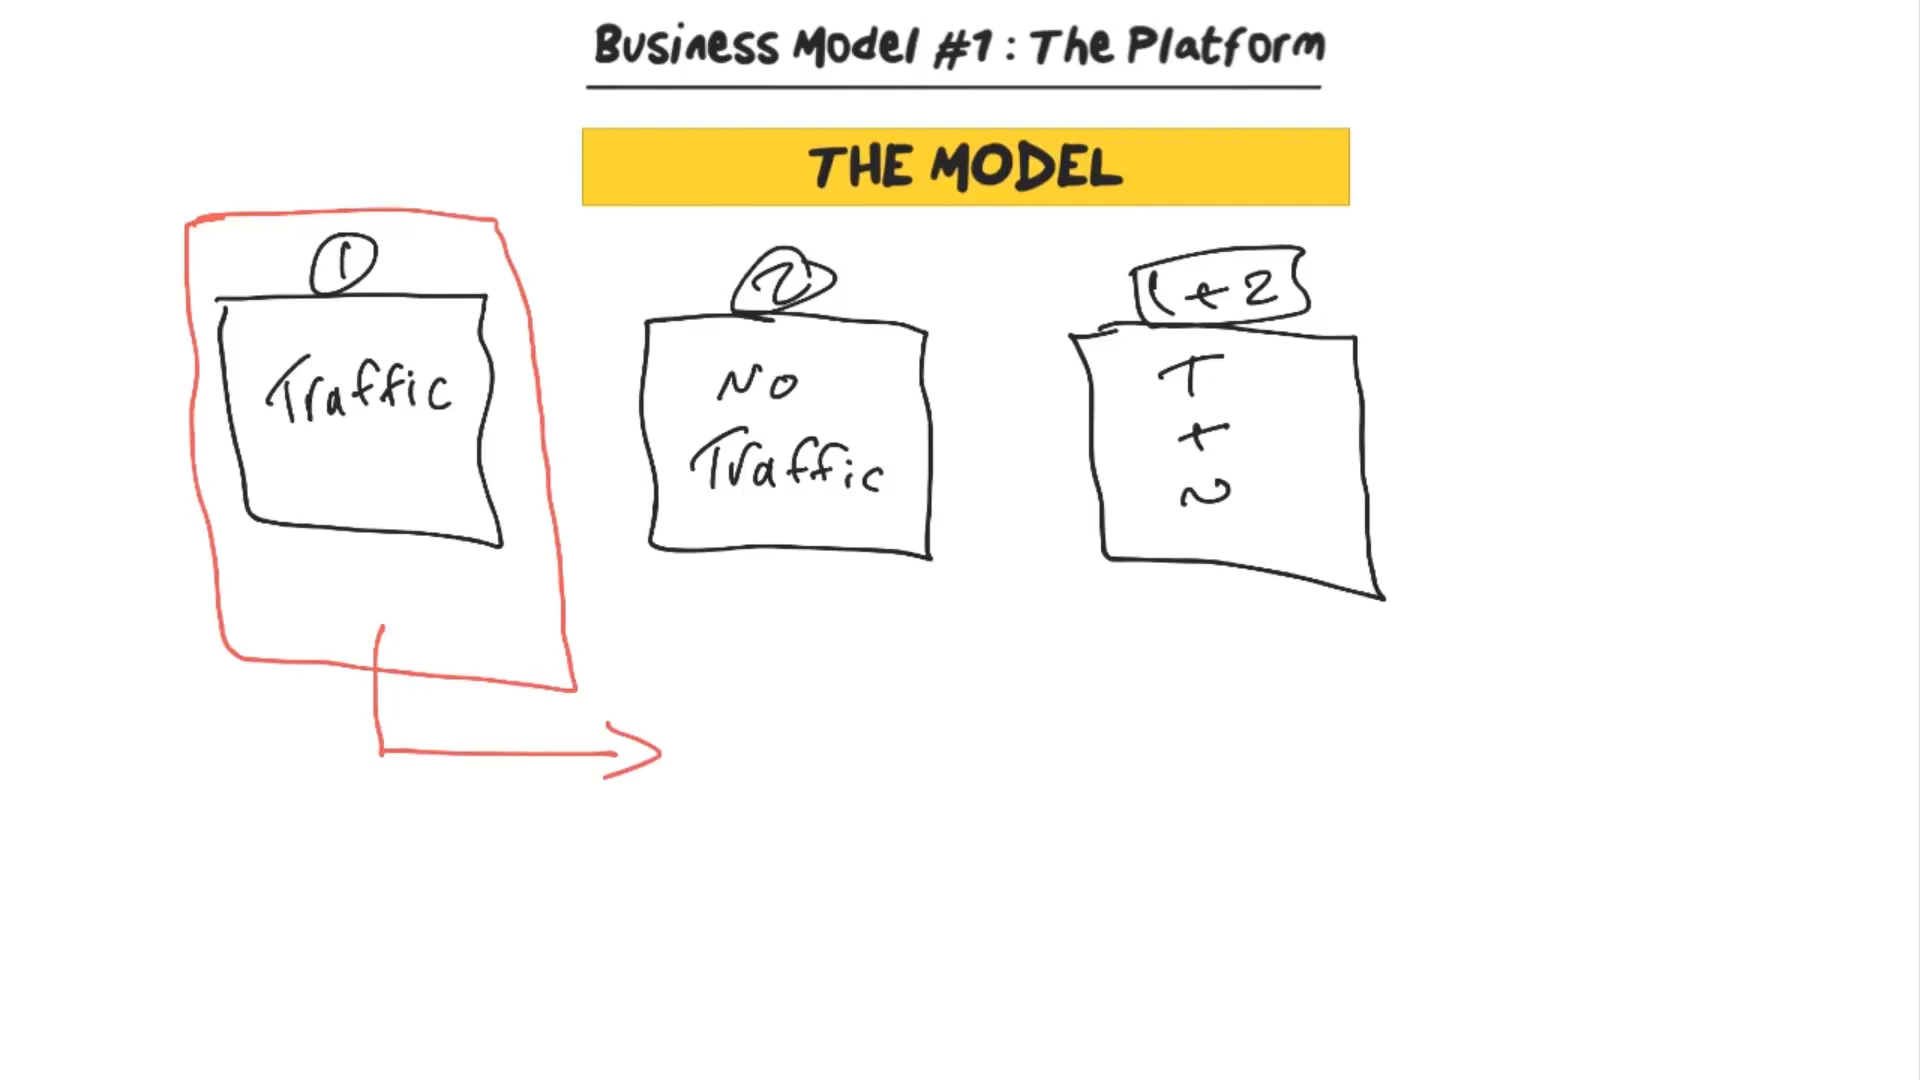 Business Model #1: The Platform
THE MODEL
1
Traffic
2
No
Traffic
1 + 2
T
+
N